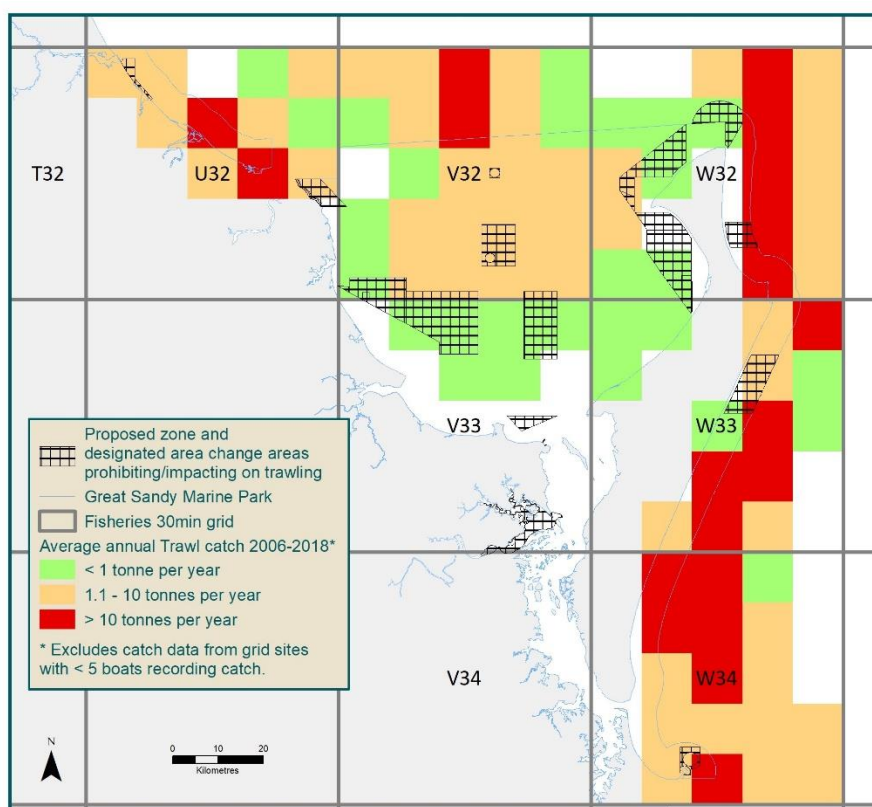 T32
U32
V32
W32
V33
W33
V34
W34
Proposed zone and
designated area change areas
prohibiting/impacting on trawling
Great Sandy Marine Park
Fisheries 30min grid
Average annual Trawl catch 2006-2018*
< 1 tonne per year
1.1 - 10 tonnes per year
> 10 tonnes per year
* Excludes catch data from grid sites
with < 5 boats recording catch.
N
0 10 20
Kilometres